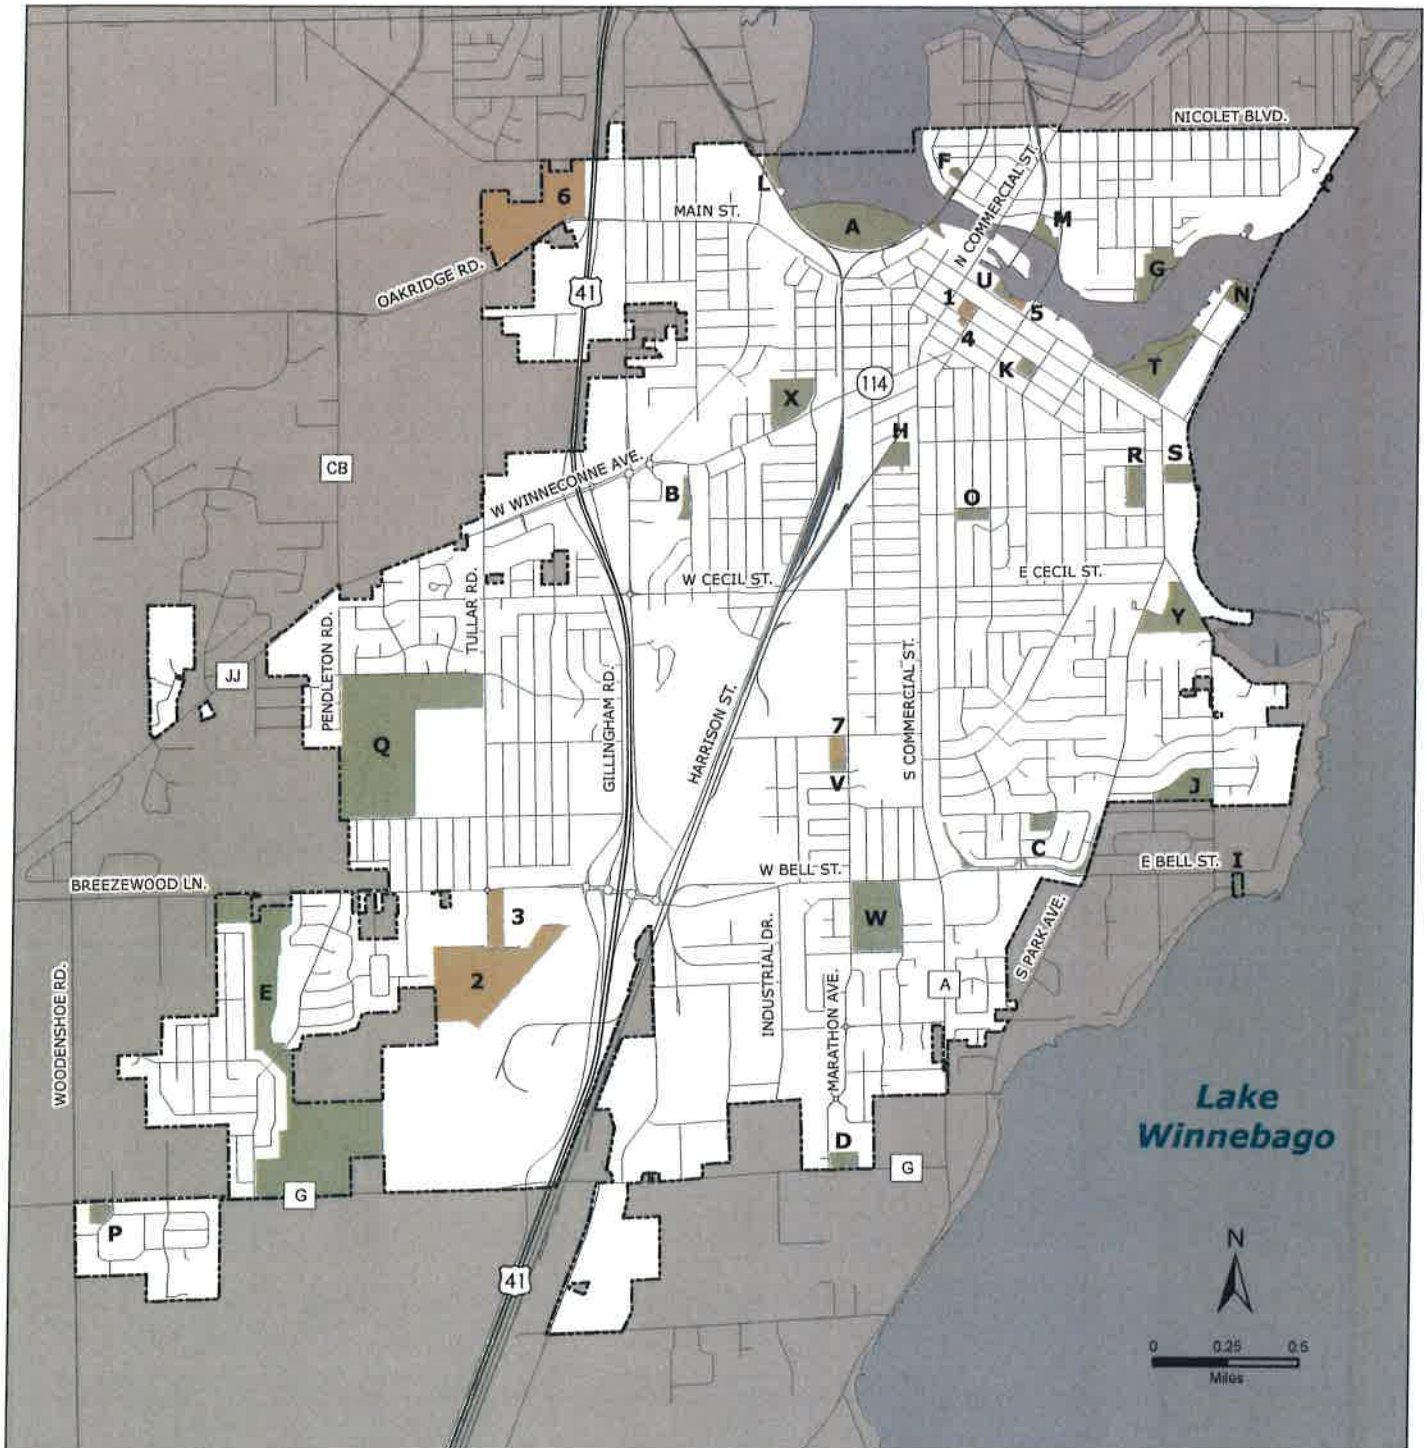 NICOLET BLVD.
F
L
6
N COMMERCIAL ST.
MAIN ST.
A
M
OAKRIDGE RD.
G
41
U
1
5
N
4
K
T
114
X
H
CB
R
S
W WINNECONNE AVE.
B
O
W CECIL ST.
E CECIL ST.
TULLAR RD.
Y
PENDLETON RD.
JJ
GILLINGHAM RD.
HARRISON ST.
S COMMERCIAL ST.
Q
7
V
J
C
W BELL ST.
E BELL ST.
I
BREEZEWOOD LN.
3
W
S PARK AVE.
INDUSTRIAL DR.
2
A
E
MARATHON AVE.
WOODENSHOE RD.
Lake
Winnebago
D
G
G
P
N
41
0 0.25 0.5
Miles